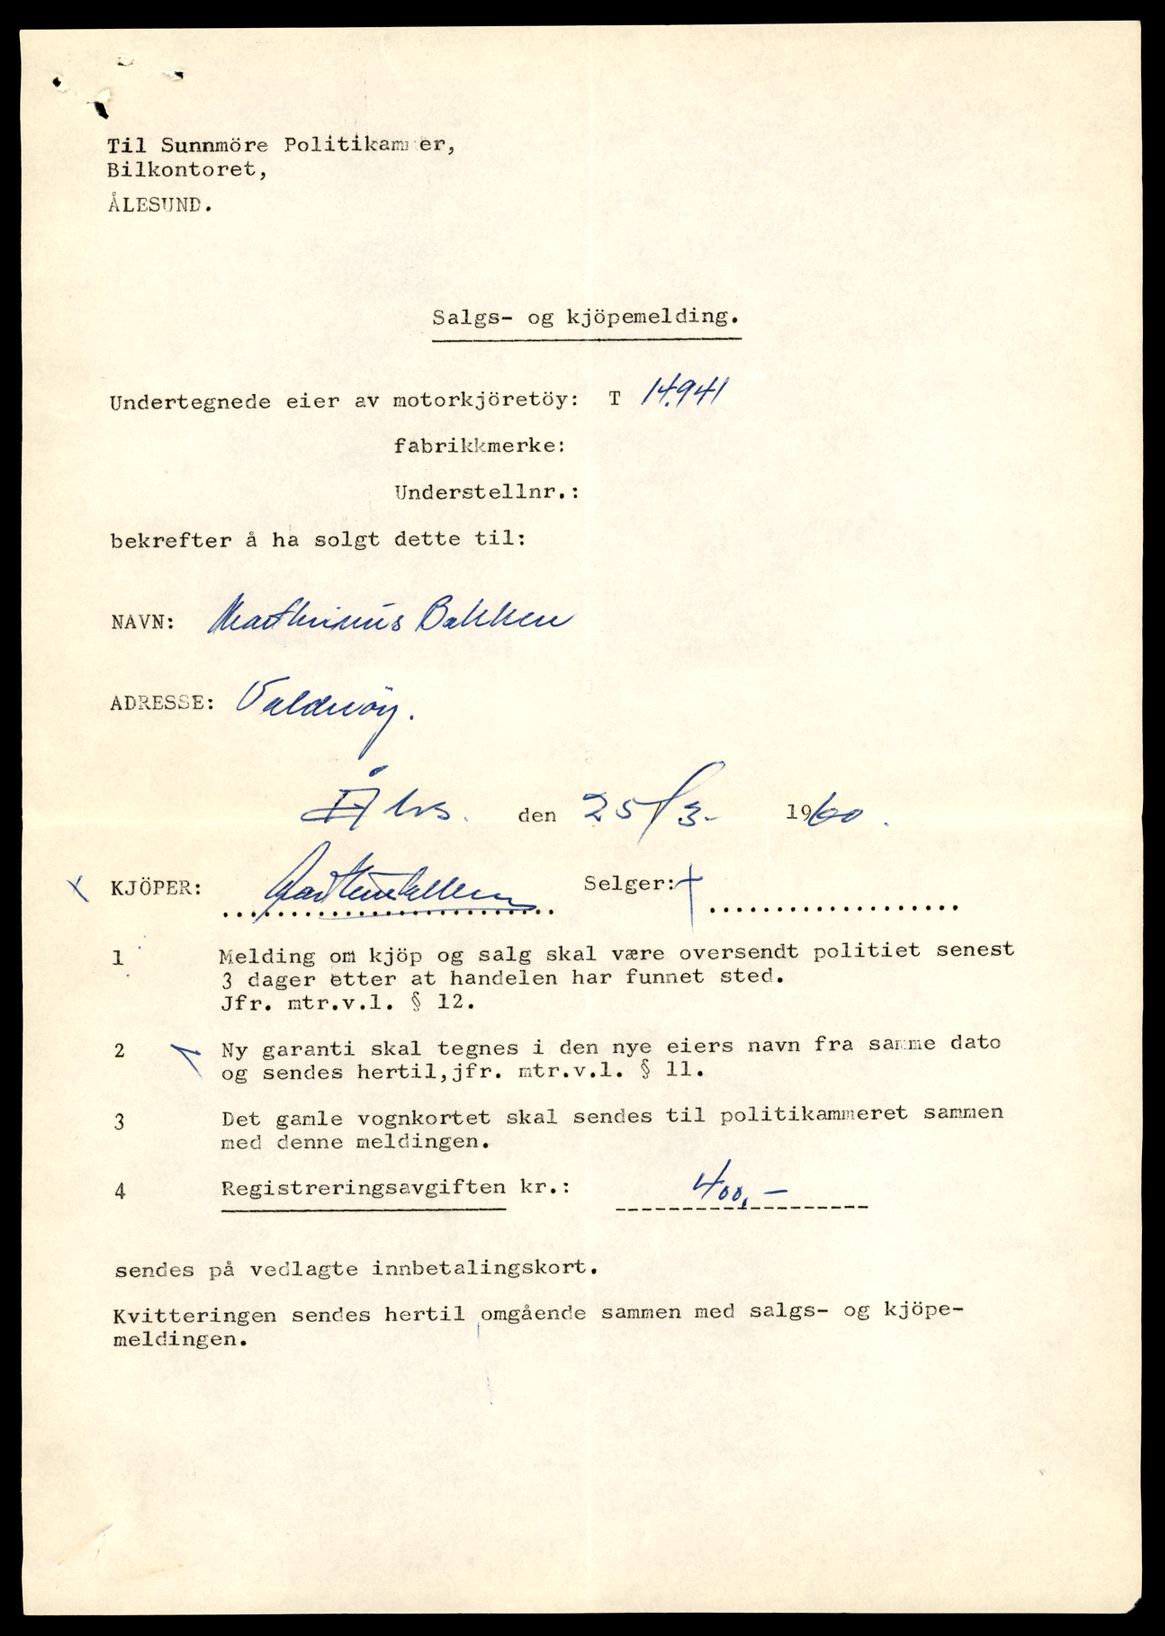 Til Sunnmöre Politikammer,
Bilkontoret,
ÅLESUND.
Salgs- og kjöpemelding.
Undertegnede eier av motorkjöretöy: T 14941
fabrikkmerke:
Understellnr.:
bekrefter å ha solgt dette til:
NAVN: Marthinus Bakken
ADRESSE: Valderöy.
den 25/3- 1960.
x KJÖPER: Selger:
1 Melding om kjöp og salg skal være oversendt politiet senest
3 dager etter at handelen har funnet sted.
Jfr. mtr.v.l. § 12.
2 Ny garanti skal tegnes i den nye eiers navn fra samme dato
og sendes hertil,jfr. mtr.v.l. § 11.
3 Det gamle vognkortet skal sendes til politikammeret sammen
med denne meldingen.
4 Registreringsavgiften kr.: 400,-
sendes på vedlagte innbetalingskort.
Kvitteringen sendes hertil omgående sammen med salgs- og kjöpe-
meldingen.